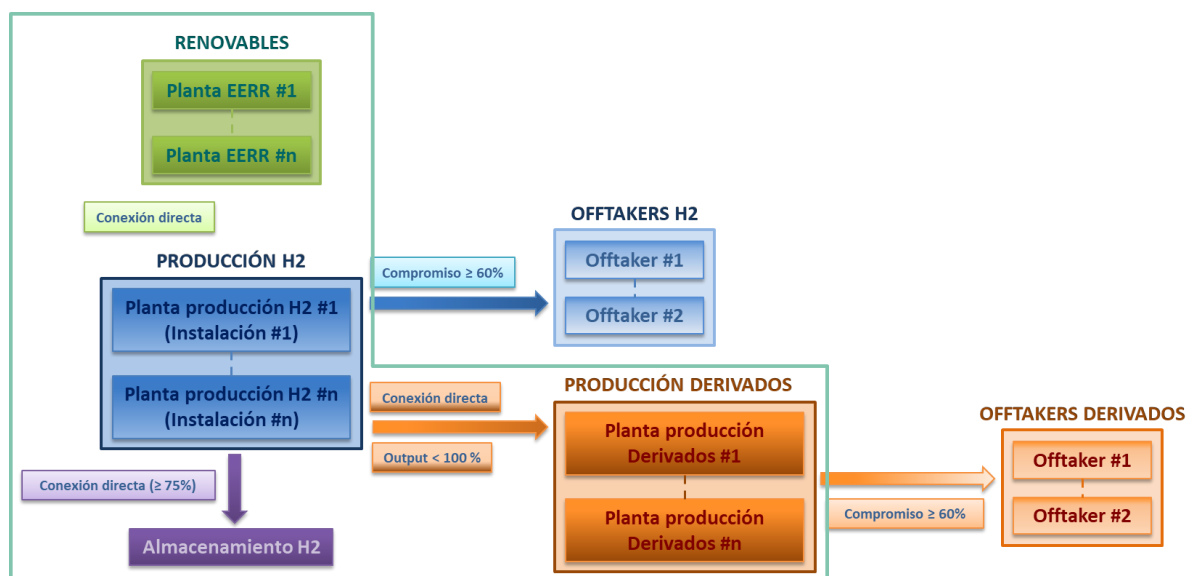 RENOVABLES
Planta EERR #1
Planta EERR #n
Conexión directa
PRODUCCIÓN H2
Planta producción H2 #1
(Instalación #1)
Planta producción H2 #n
(Instalación #n)
Conexión directa (≥ 75%)
Almacenamiento H2
Compromiso ≥ 60%
OFFTAKERS H2
Offtaker #1
Offtaker #2
Conexión directa
Output < 100 %
PRODUCCIÓN DERIVADOS
Planta producción
Derivados #1
Planta producción
Derivados #n
Compromiso ≥ 60%
OFFTAKERS DERIVADOS
Offtaker #1
Offtaker #2